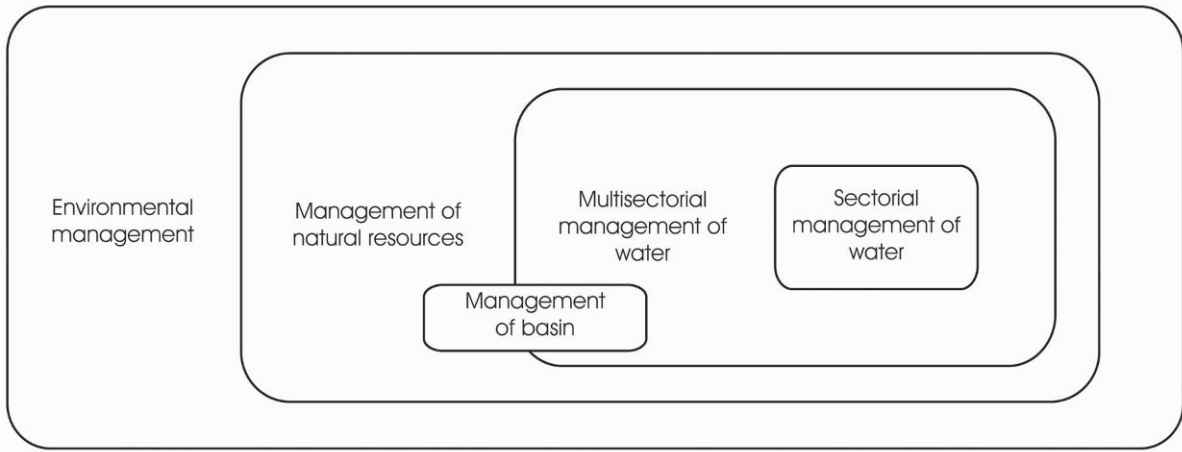 Environmental
management
Management of
natural resources
Multisectorial
management of
water
Sectorial
management of
water
Management
of basin